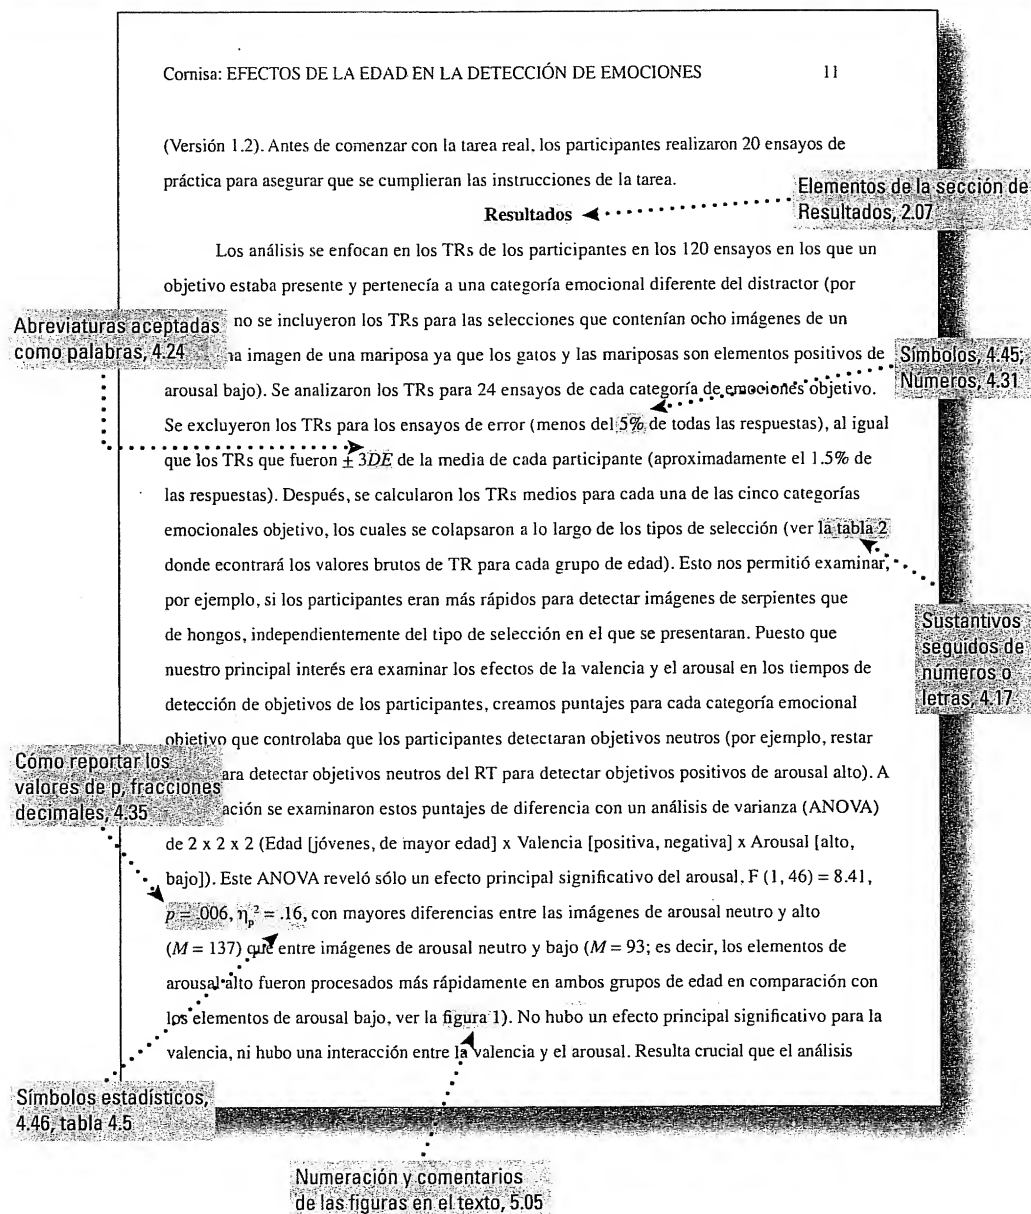 Cornisa: EFECTOS DE LA EDAD EN LA DETECCIÓN DE EMOCIONES 11
(Versión 1.2). Antes de comenzar con la tarea real, los participantes realizaron 20 ensayos de
práctica para asegurar que se cumplieran las instrucciones de la tarea.
Elementos de la sección de
Resultados, 2.07
Resultados
Los análisis se enfocan en los TRs de los participantes en los 120 ensayos en los que un
objetivo estaba presente y pertenecía a una categoría emocional diferente del distractor (por
Abreviaturas aceptadas
como palabras, 4.24
no se incluyeron los TRs para las selecciones que contenían ocho imágenes de un
imagen de una mariposa ya que los gatos y las mariposas son elementos positivos de
Símbolos, 4.45;
Números, 4.31
arousal bajo). Se analizaron los TRs para 24 ensayos de cada categoría de emociones objetivo.
Se excluyeron los TRs para los ensayos de error (menos del 5% de todas las respuestas), al igual
que los TRs que fueron ± 3DE de la media de cada participante (aproximadamente el 1.5% de
las respuestas). Después, se calcularon los TRs medios para cada una de las cinco categorías
emocionales objetivo, los cuales se colapsaron a lo largo de los tipos de selección (ver la tabla 2
donde econtrará los valores brutos de TR para cada grupo de edad). Esto nos permitió examinar,
por ejemplo, si los participantes eran más rápidos para detectar imágenes de serpientes que
de hongos, independientemente del tipo de selección en el que se presentaran. Puesto que
Sustantivos
seguidos de
números o
letras, 4.17
nuestro principal interés era examinar los efectos de la valencia y el arousal en los tiempos de
detección de objetivos de los participantes, creamos puntajes para cada categoría emocional
objetivo que controlaba que los participantes detectaran objetivos neutros (por ejemplo, restar
Cómo reportar los
valores de p, fracciones
decimales, 4.35
ara detectar objetivos neutros del RT para detectar objetivos positivos de arousal alto). A
ación se examinaron estos puntajes de diferencia con un análisis de varianza (ANOVA)
de 2 x 2 x 2 (Edad [jóvenes, de mayor edad] x Valencia [positiva, negativa] x Arousal [alto,
bajo]). Este ANOVA reveló sólo un efecto principal significativo del arousal, F (1, 46) = 8.41,
p = .006, ηp² = .16, con mayores diferencias entre las imágenes de arousal neutro y alto
(M = 137) que entre imágenes de arousal neutro y bajo (M = 93; es decir, los elementos de
arousal alto fueron procesados más rápidamente en ambos grupos de edad en comparación con
los elementos de arousal bajo, ver la figura 1). No hubo un efecto principal significativo para la
valencia, ni hubo una interacción entre la valencia y el arousal. Resulta crucial que el análisis
Símbolos estadísticos,
4.46, tabla 4.5
Numeración y comentarios
de las figuras en el texto, 5.05